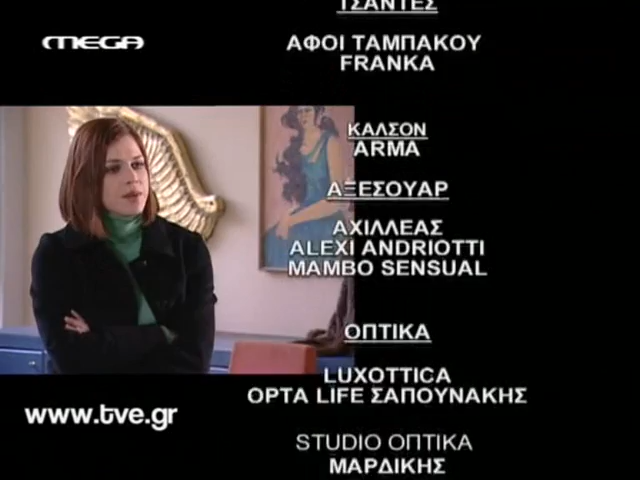 ΤΣΑΝΤΕΣ
MEGA
ΑΦΟΙ ΤΑΜΠΑΚΟΥ
FRANKA
ΚΑΛΣΟΝ
ARMA
ΑΞΕΣΟΥΑΡ
ΑΧΙΛΛΕΑΣ
ALEXI ANDRIOTTI
MAMBO SENSUAL
ΟΠΤΙΚΑ
LUXOTTICA
OPTA LIFE ΣΑΠΟΥΝΑΚΗΣ
www.tve.gr
STUDIO ΟΠΤΙΚΑ
ΜΑΡΔΙΚΗΣ